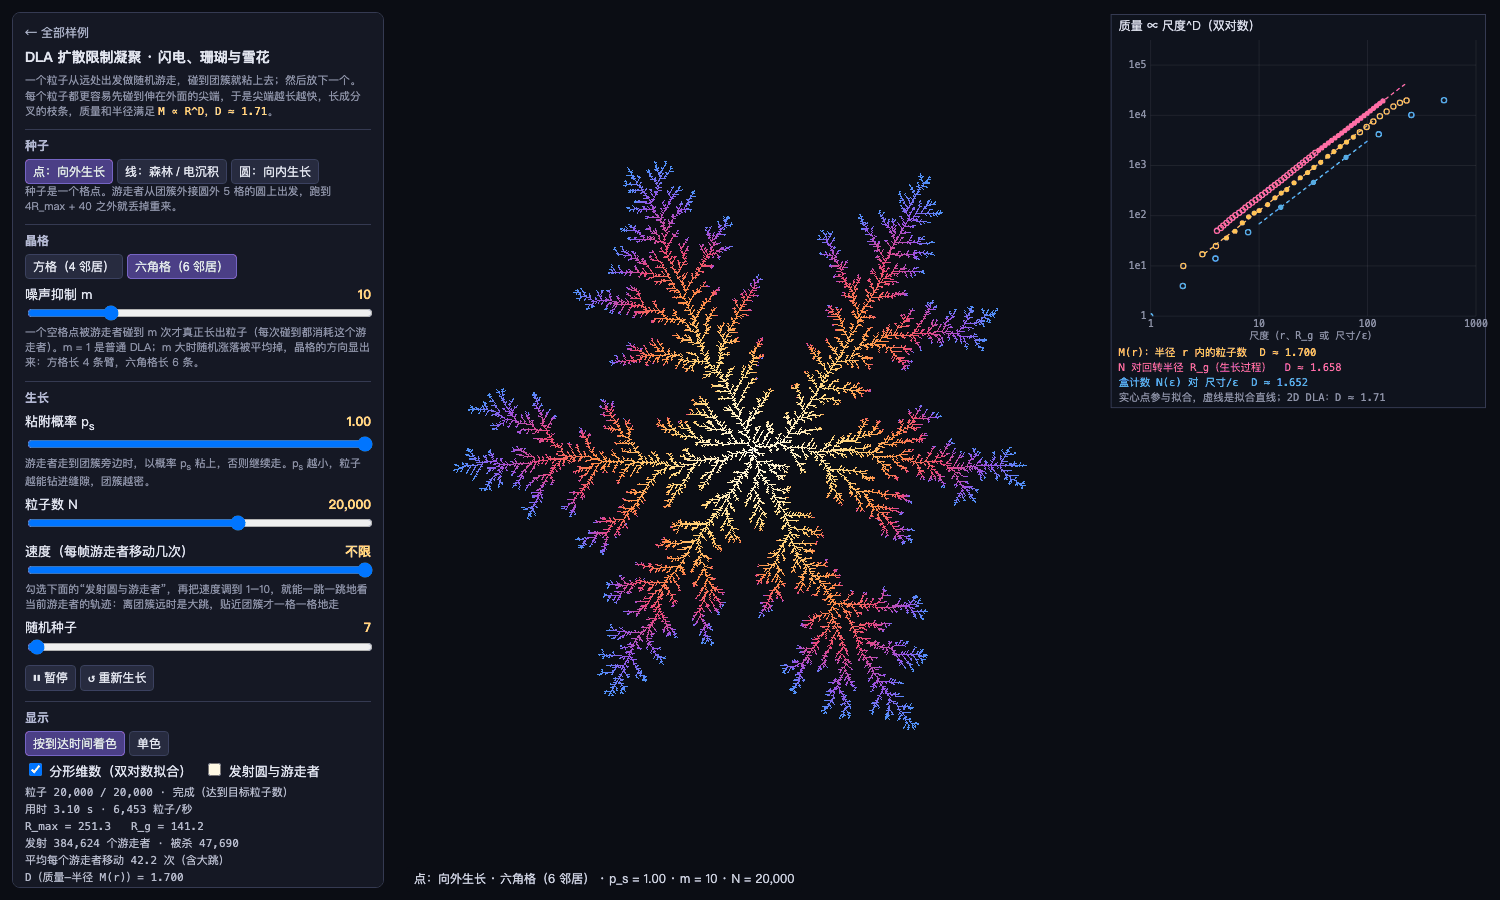 ← 全部样例
DLA 扩散限制凝聚 · 闪电、珊瑚与雪花
一个粒子从远处出发做随机游走，碰到团簇就粘上去；然后放下一个。
每个粒子都更容易先碰到伸在外面的尖端，于是尖端越长越快，长成分
叉的枝条，质量和半径满足 M ∝ R^D，D ≈ 1.71。
种子
点：向外生长
线：森林 / 电沉积
圆：向内生长
种子是一个格点。游走者从团簇外接圆外 5 格的圆上出发，跑到
4R_max + 40 之外就丢掉重来。
晶格
方格（4 邻居）
六角格（6 邻居）
噪声抑制 m 10
一个空格点被游走者碰到 m 次才真正长出粒子（每次碰到都消耗这个游
走者）。m = 1 是普通 DLA；m 大时随机涨落被平均掉，晶格的方向显出
来：方格长 4 条臂，六角格长 6 条。
生长
粘附概率 pₛ 1.00
游走者走到团簇旁边时，以概率 pₛ 粘上，否则继续走。pₛ 越小，粒子
越能钻进缝隙，团簇越密。
粒子数 N 20,000
速度（每帧游走者移动几次） 不限
勾选下面的“发射圆与游走者”，再把速度调到 1–10，就能一跳一跳地看
当前游走者的轨迹：离团簇远时是大跳，贴近团簇才一格一格地走
随机种子 7
⏸ 暂停
↺ 重新生长
显示
按到达时间着色
单色
分形维数（双对数拟合）
发射圆与游走者
粒子 20,000 / 20,000 · 完成（达到目标粒子数）
用时 3.10 s · 6,453 粒子/秒
R_max = 251.3 R_g = 141.2
发射 384,624 个游走者 · 被杀 47,690
平均每个游走者移动 42.2 次（含大跳）
D（质量–半径 M(r)）= 1.700
点：向外生长 · 六角格（6 邻居） · p_s = 1.00 · m = 10 · N = 20,000
质量 ∝ 尺度^D（双对数）
1e5
1e4
1e3
1e2
1e1
1
1 10 100 1000
尺度（r、R_g 或 尺寸/ε）
M(r)：半径 r 内的粒子数 D ≈ 1.700
N 对回转半径 R_g（生长过程） D ≈ 1.658
盒计数 N(ε) 对 尺寸/ε D ≈ 1.652
实心点参与拟合，虚线是拟合直线；2D DLA：D ≈ 1.71